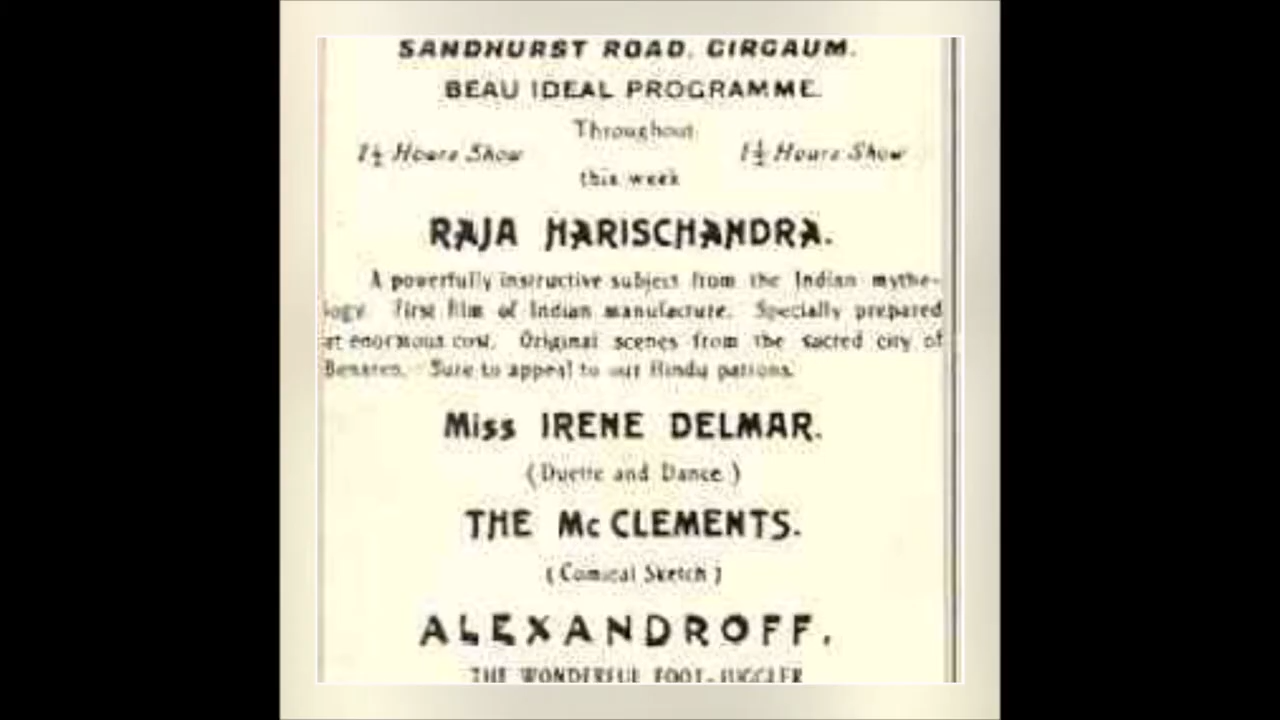 SANDHURST ROAD, GIRGAUM.
BEAU IDEAL PROGRAMME.
Throughout
1½ Hours Show 1½ Hours Show
this week
RAJA HARISCHANDRA.
A powerfully instructive subject from the Indian mytho-
logy. First film of Indian manufacture. Specially prepared
at enormous cost. Original scenes from the sacred city of
Benares. Sure to appeal to our Hindu patrons.
Miss IRENE DELMAR.
(Duette and Dance)
THE Mc CLEMENTS.
(Comical Sketch)
ALEXANDROFF.
THE WONDERFUL FOOT-JUGGLER